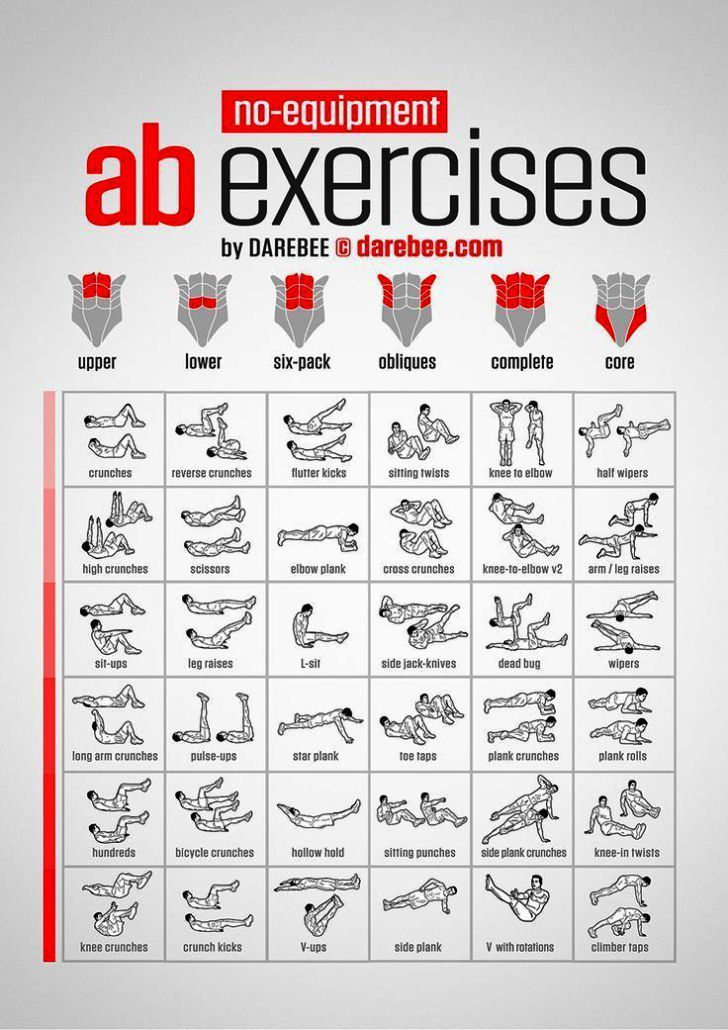 no-equipment
ab exercises
by DAREBEE © darebee.com
upper lower six-pack obliques complete core
crunches reverse crunches flutter kicks sitting twists knee to elbow half wipers
high crunches scissors elbow plank cross crunches knee-to-elbow v2 arm / leg raises
sit-ups leg raises L-sit side jack-knives dead bug wipers
long arm crunches pulse-ups star plank toe taps plank crunches plank rolls
hundreds bicycle crunches hollow hold sitting punches side plank crunches knee-in twists
knee crunches crunch kicks V-ups side plank V with rotations climber taps